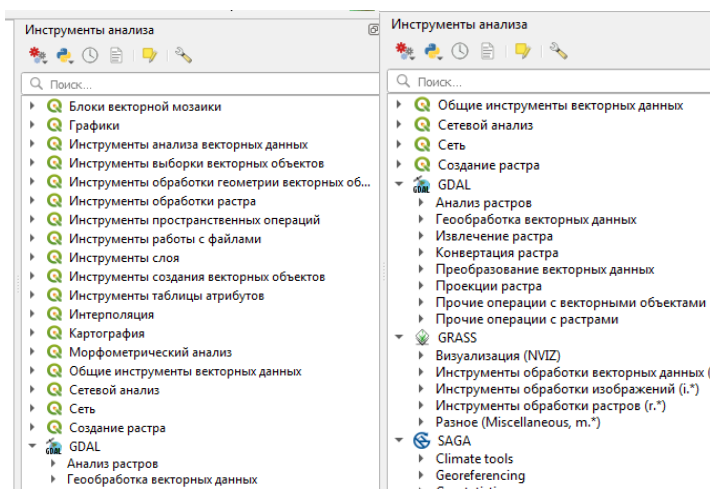 Инструменты анализа
Поиск...
Блоки векторной мозаики
Графики
Инструменты анализа векторных данных
Инструменты выборки векторных объектов
Инструменты обработки геометрии векторных об...
Инструменты обработки растра
Инструменты пространственных операций
Инструменты работы с файлами
Инструменты слоя
Инструменты создания векторных объектов
Инструменты таблицы атрибутов
Интерполяция
Картография
Морфометрический анализ
Общие инструменты векторных данных
Сетевой анализ
Сеть
Создание растра
GDAL
Анализ растров
Геообработка векторных данных
Инструменты анализа
Поиск...
Общие инструменты векторных данных
Сетевой анализ
Сеть
Создание растра
GDAL
Анализ растров
Геообработка векторных данных
Извлечение растра
Конвертация растра
Преобразование векторных данных
Проекции растра
Прочие операции с векторными объектами
Прочие операции с растрами
GRASS
Визуализация (NVIZ)
Инструменты обработки векторных данных (
Инструменты обработки изображений (i.*)
Инструменты обработки растров (r.*)
Разное (Miscellaneous, m.*)
SAGA
Climate tools
Georeferencing